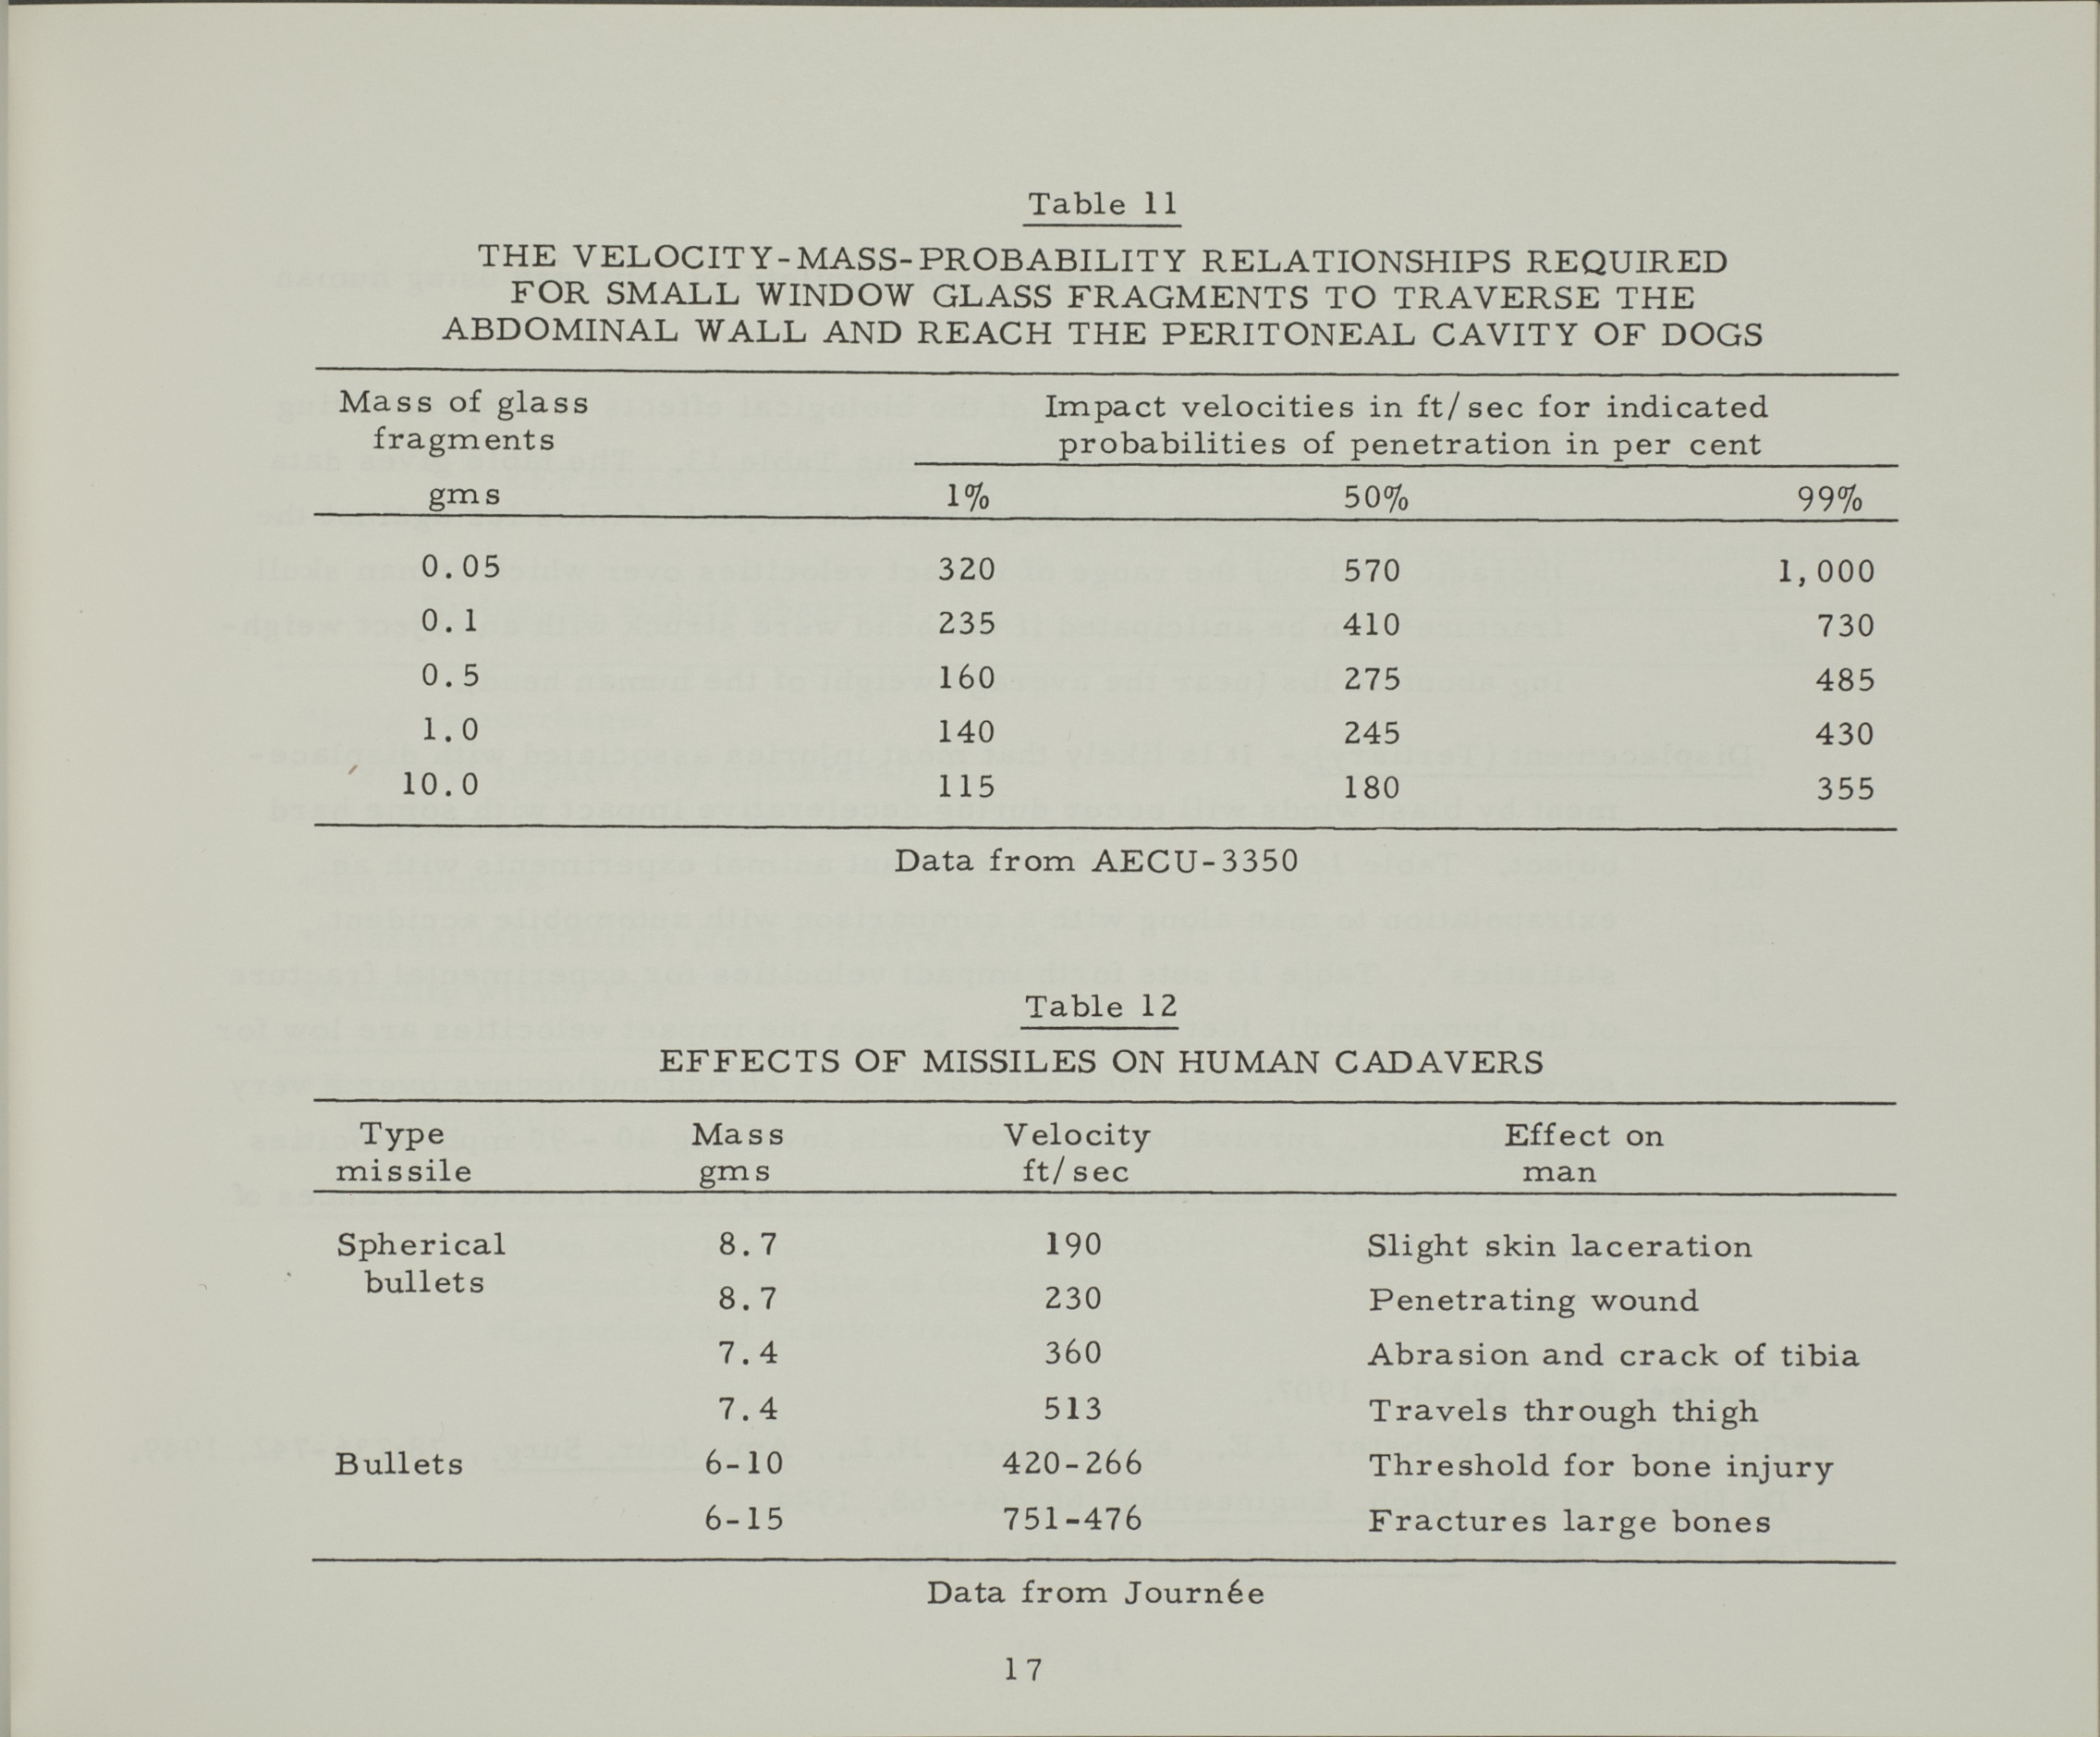 Table 11
THE VELOCITY-MASS-PROBABILITY RELATIONSHIPS REQUIRED
FOR SMALL WINDOW GLASS FRAGMENTS TO TRAVERSE THE
ABDOMINAL WALL AND REACH THE PERITONEAL CAVITY OF DOGS
Mass of glass Impact velocities in ft/sec for indicated
fragments probabilities of penetration in per cent
gms 1% 50% 99%
0.05 320 570 1,000
0.1 235 410 730
0.5 160 275 485
1.0 140 245 430
10.0 115 180 355
Data from AECU-3350
Table 12
EFFECTS OF MISSILES ON HUMAN CADAVERS
Type Mass Velocity Effect on
missile gms ft/sec man
Spherical 8.7 190 Slight skin laceration
bullets
8.7 230 Penetrating wound
7.4 360 Abrasion and crack of tibia
7.4 513 Travels through thigh
Bullets 6-10 420-266 Threshold for bone injury
6-15 751-476 Fractures large bones
Data from Journée
17